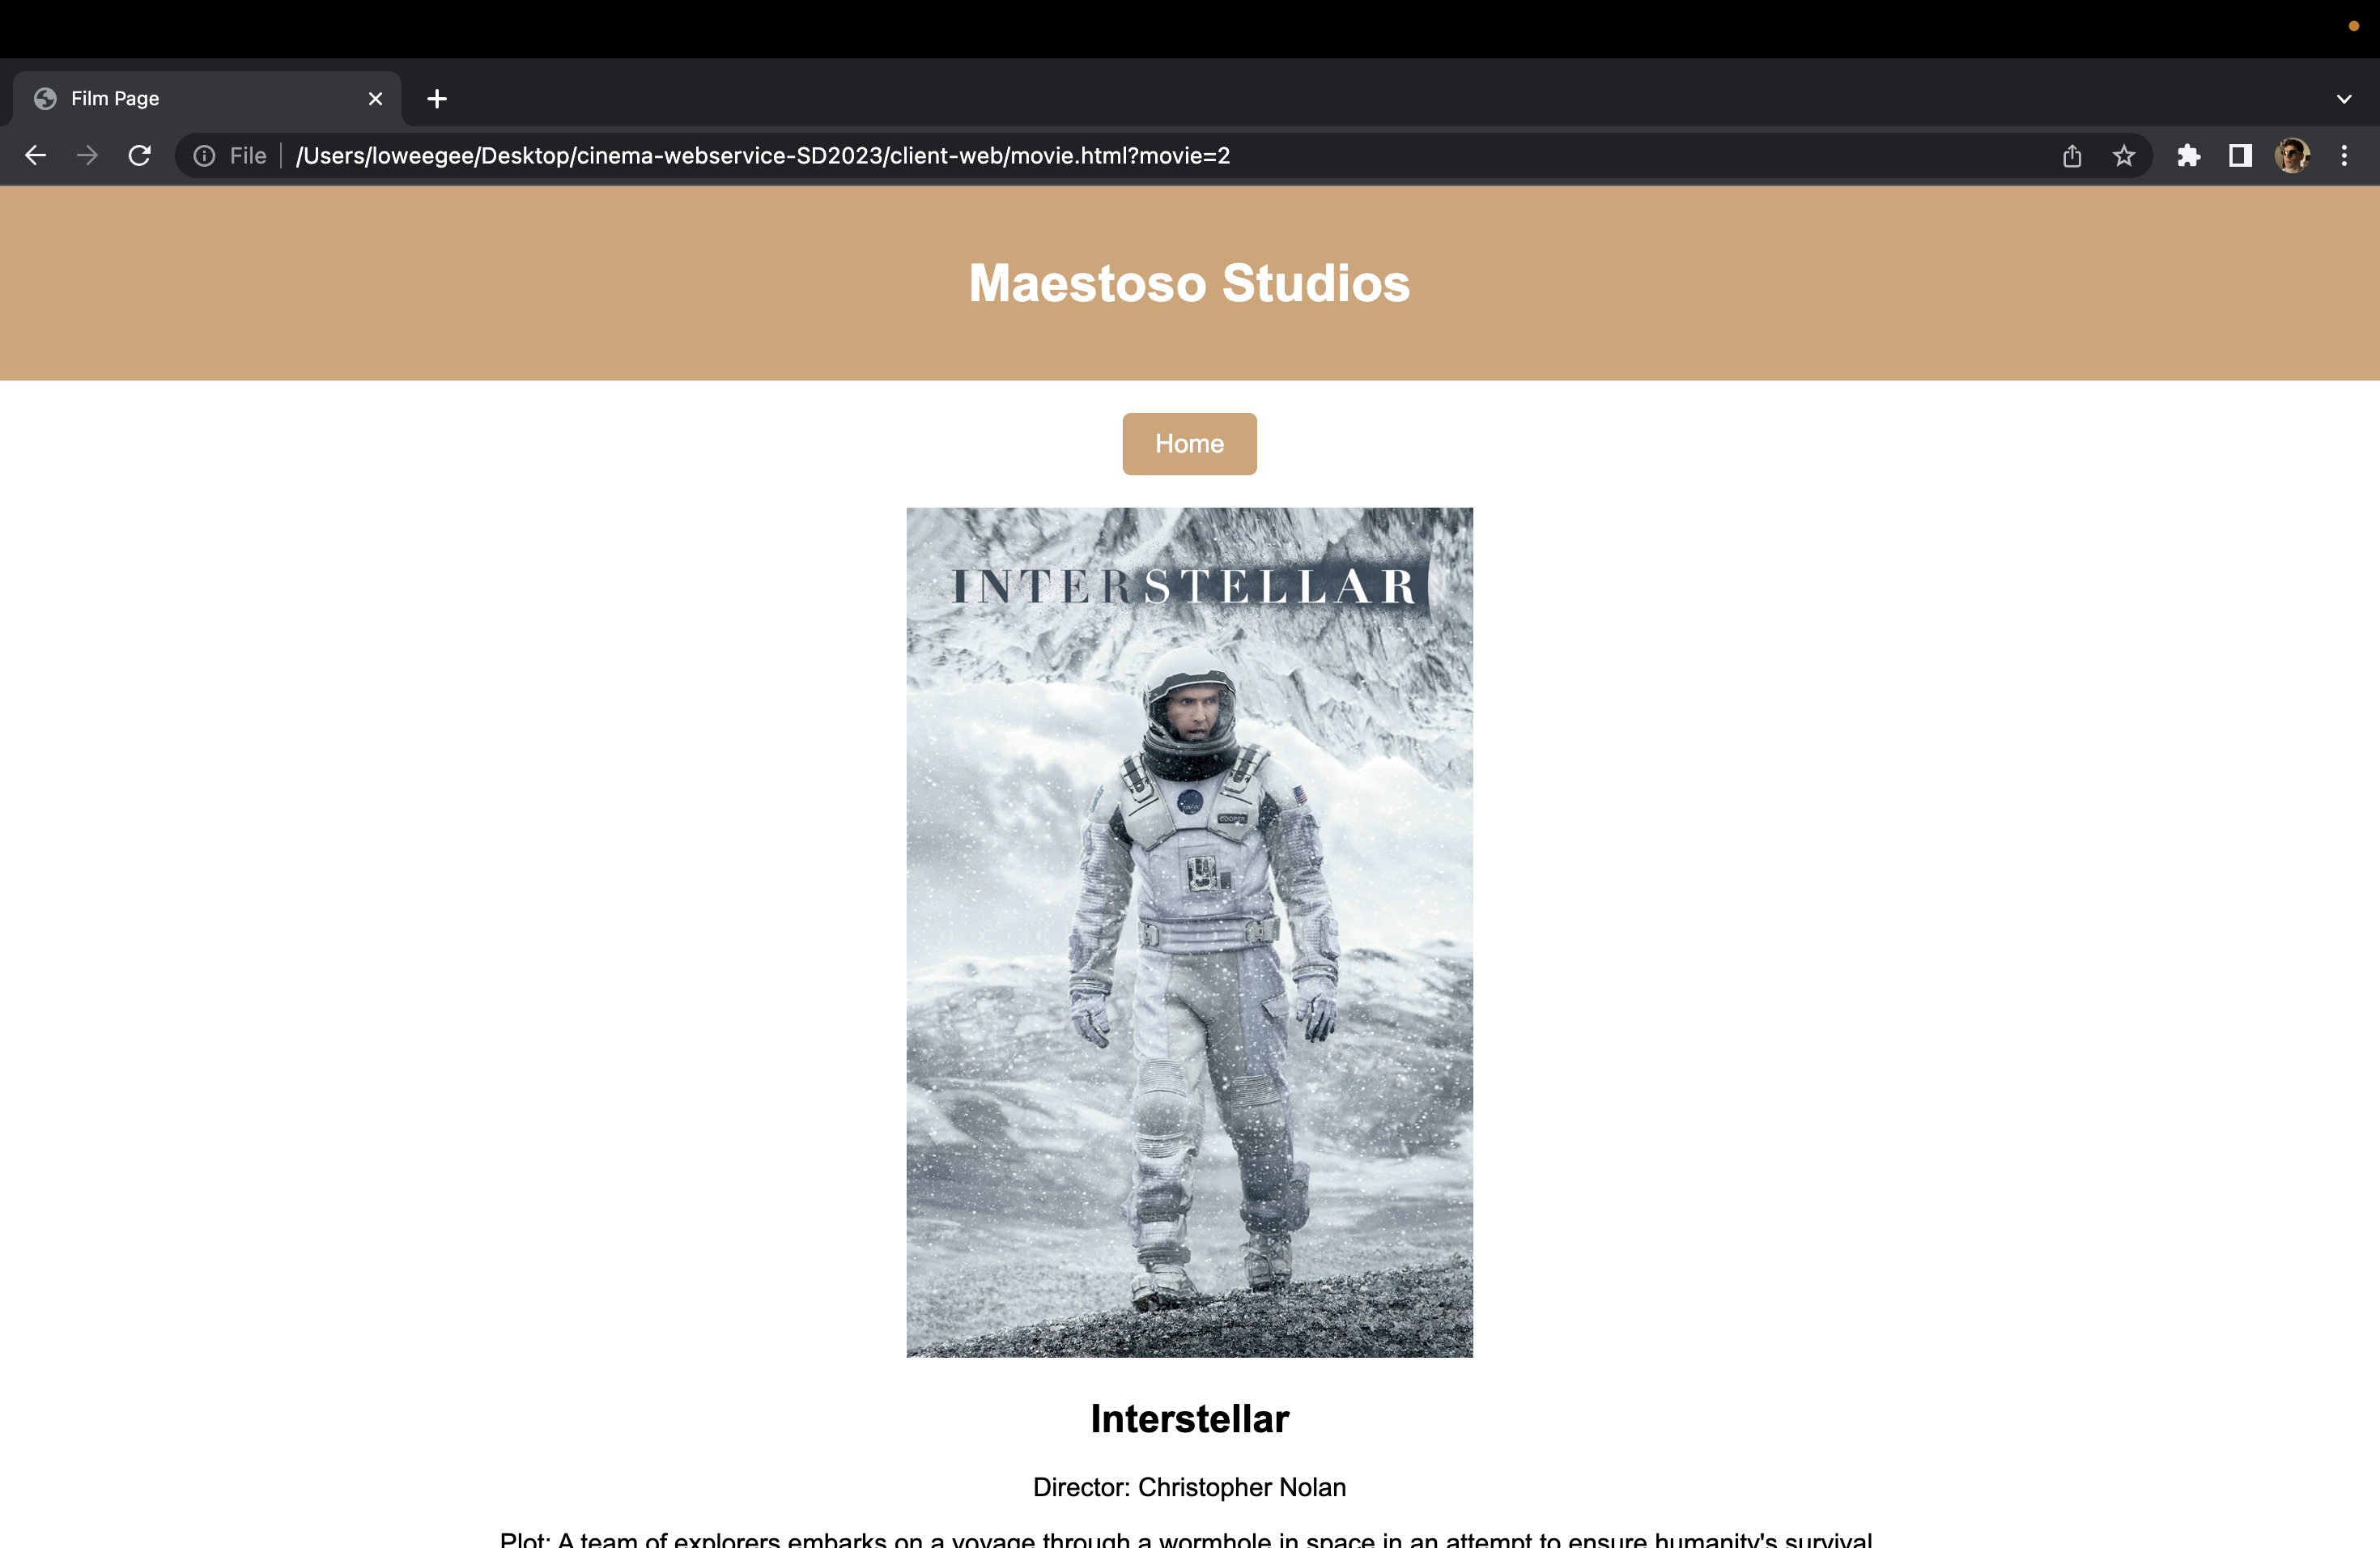 Film Page
File
/Users/loweegee/Desktop/cinema-webservice-SD2023/client-web/movie.html?movie=2
Maestoso Studios
Home
INTERSTELLAR
COOPER
Interstellar
Director: Christopher Nolan
Plot: A team of explorers embarks on a voyage through a wormhole in space in an attempt to ensure humanity's survival